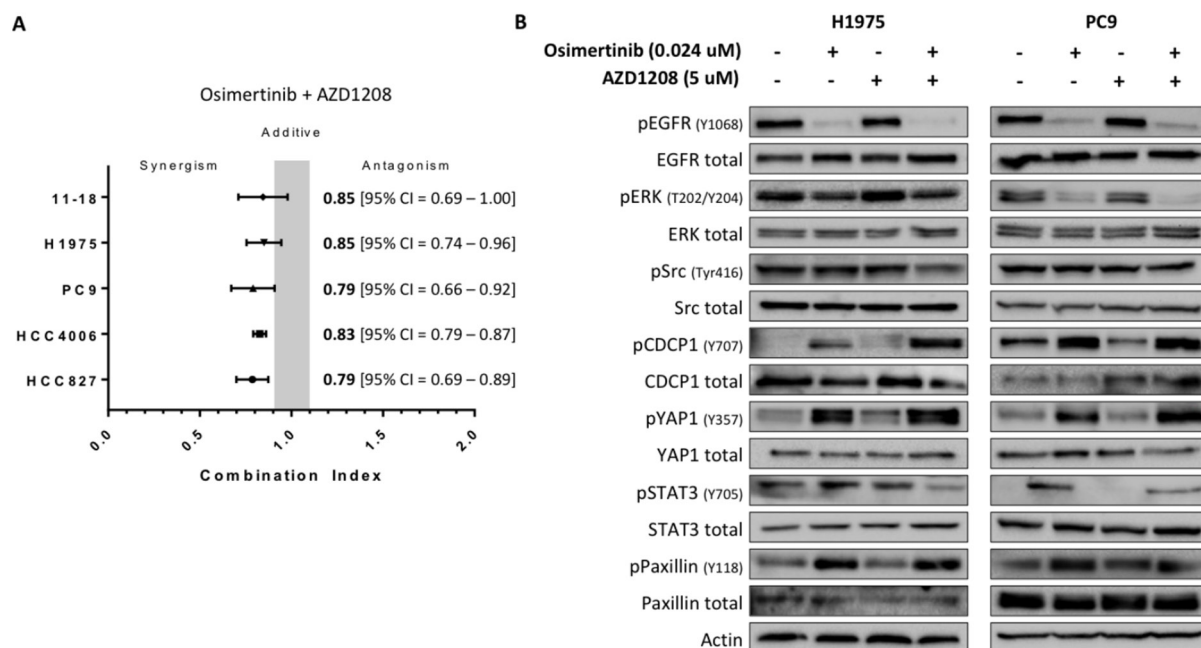 A
Osimertinib + AZD1208
Additive
Synergism
Antagonism
11-18
0.85 [95% CI = 0.69 – 1.00]
H1975
0.85 [95% CI = 0.74 – 0.96]
PC9
0.79 [95% CI = 0.66 – 0.92]
HCC4006
0.83 [95% CI = 0.79 – 0.87]
HCC827
0.79 [95% CI = 0.69 – 0.89]
0.0 0.5 1.0 1.5 2.0
Combination Index
B
H1975 PC9
Osimertinib (0.024 uM) - + - + - + - +
AZD1208 (5 uM) - - + + - - + +
pEGFR (Y1068)
EGFR total
pERK (T202/Y204)
ERK total
pSrc (Tyr416)
Src total
pCDCP1 (Y707)
CDCP1 total
pYAP1 (Y357)
YAP1 total
pSTAT3 (Y705)
STAT3 total
pPaxillin (Y118)
Paxillin total
Actin